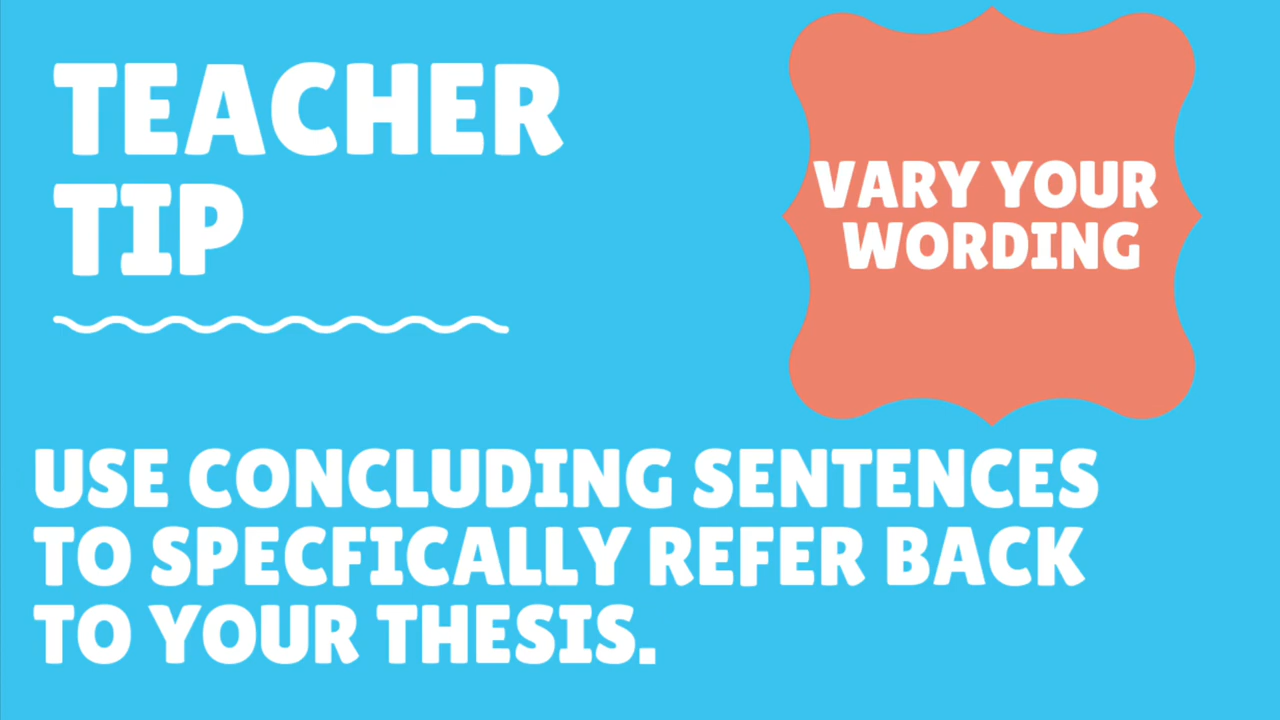 TEACHER
TIP
VARY YOUR
WORDING
USE CONCLUDING SENTENCES
TO SPECFICALLY REFER BACK
TO YOUR THESIS.